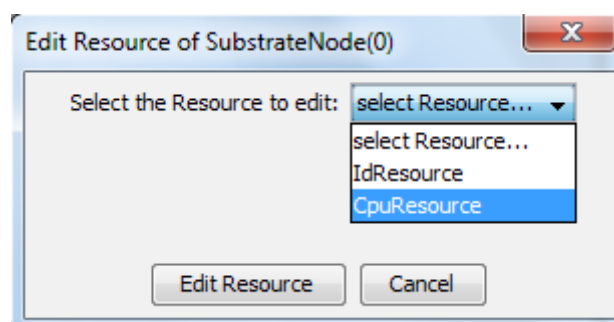 Edit Resource of SubstrateNode(0)
Select the Resource to edit: select Resource...
select Resource...
IdResource
CpuResource
Edit Resource Cancel